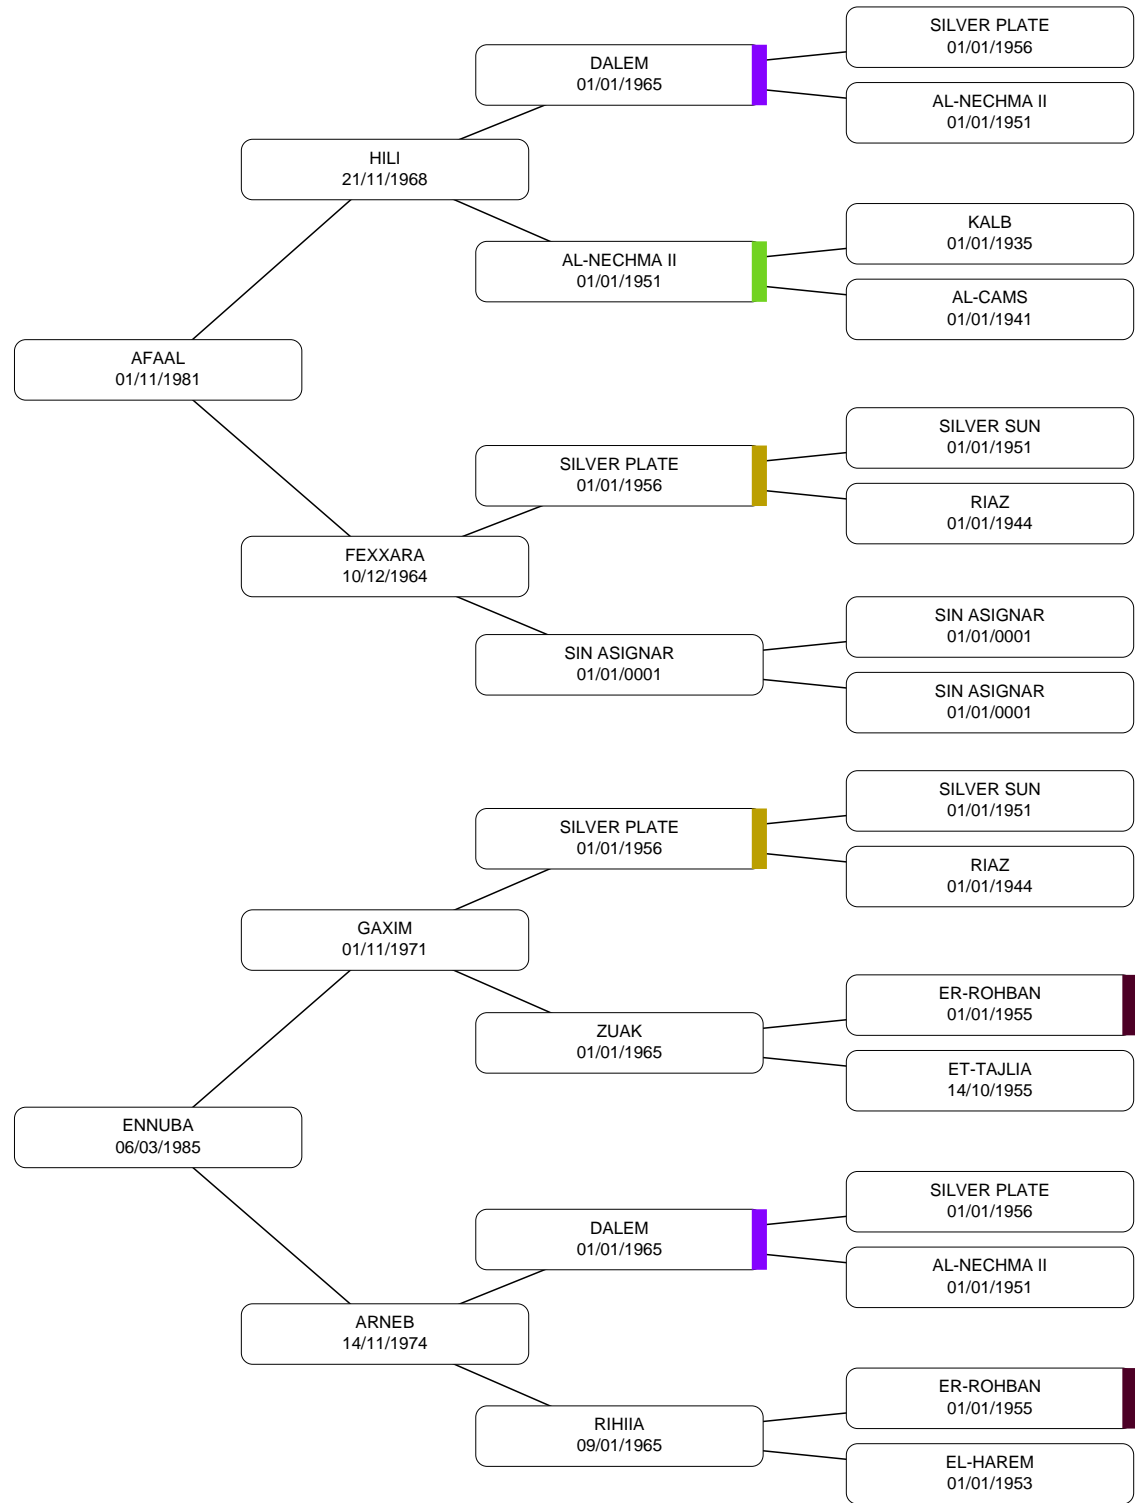 SILVER PLATE
01/01/1956
DALEM
01/01/1965
AL-NECHMA II
01/01/1951
HILI
21/11/1968
KALB
01/01/1935
AL-NECHMA II
01/01/1951
AL-CAMS
01/01/1941
AFAAL
01/11/1981
SILVER SUN
01/01/1951
SILVER PLATE
01/01/1956
RIAZ
01/01/1944
FEXXARA
10/12/1964
SIN ASIGNAR
01/01/0001
SIN ASIGNAR
01/01/0001
SIN ASIGNAR
01/01/0001
SILVER SUN
01/01/1951
SILVER PLATE
01/01/1956
RIAZ
01/01/1944
GAXIM
01/11/1971
ER-ROHBAN
01/01/1955
ZUAK
01/01/1965
ET-TAJLIA
14/10/1955
ENNUBA
06/03/1985
SILVER PLATE
01/01/1956
DALEM
01/01/1965
AL-NECHMA II
01/01/1951
ARNEB
14/11/1974
ER-ROHBAN
01/01/1955
RIHIIA
09/01/1965
EL-HAREM
01/01/1953